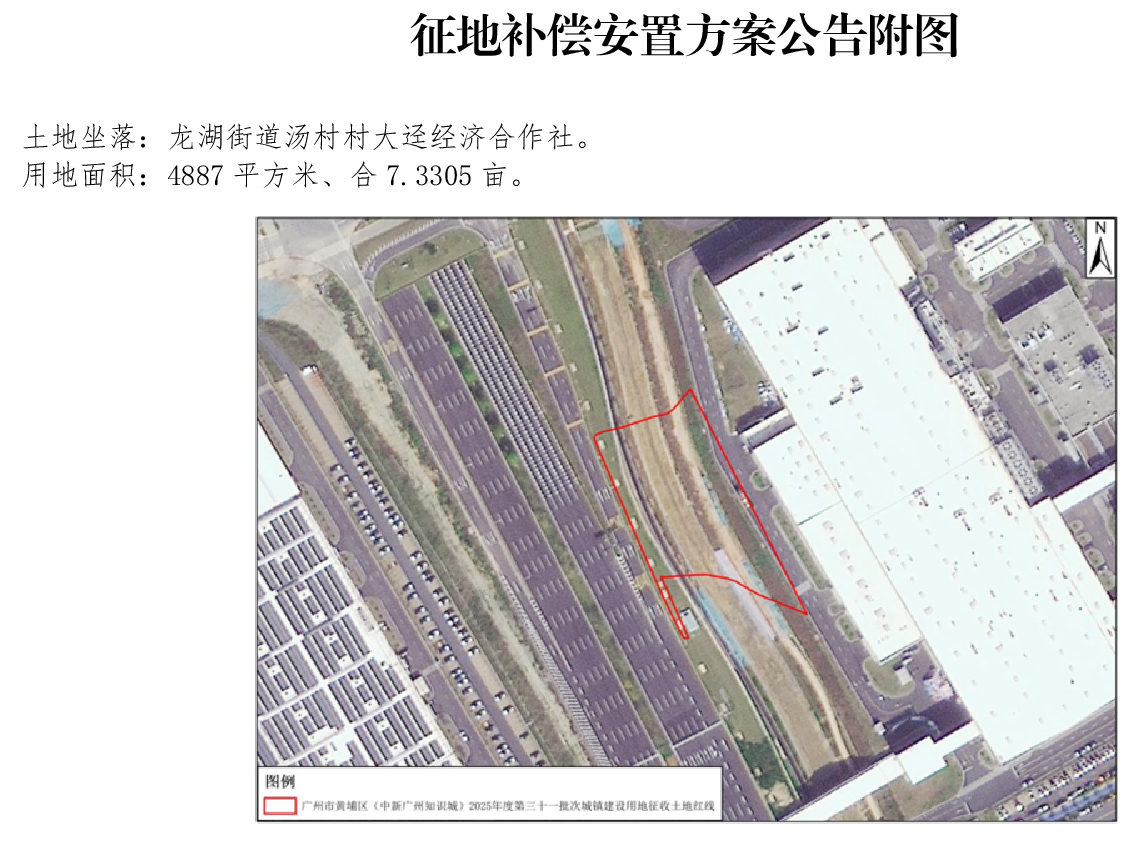 征地补偿安置方案公告附图
土地坐落：龙湖街道汤村村大迳经济合作社。
用地面积：4887 平方米、合 7.3305 亩。
N
图例
广州市黄埔区（中新广州知识城）2025年度第三十一批次城镇建设用地征收土地红线